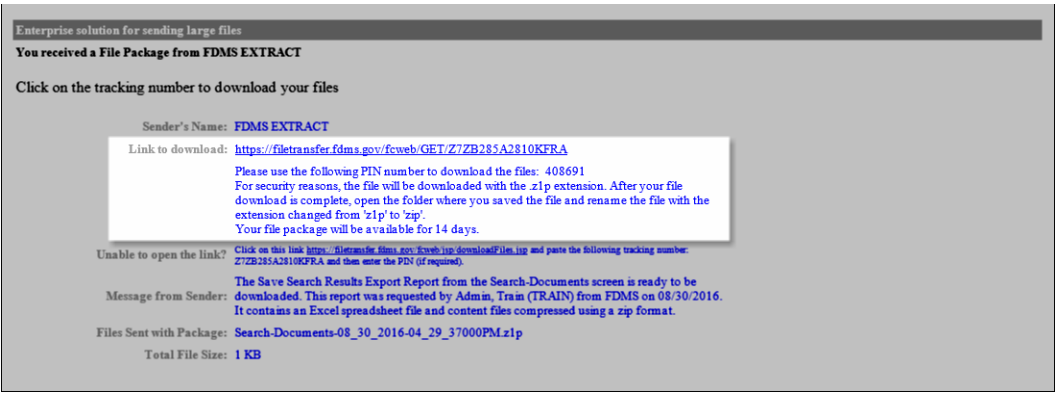 Enterprise solution for sending large files
You received a File Package from FDMS EXTRACT
Click on the tracking number to download your files
Sender's Name: FDMS EXTRACT
Link to download: https://filetransfer.fdms.gov/fcweb/GET/Z7ZB285A2810KFRA
Please use the following PIN number to download the files: 408691
For security reasons, the file will be downloaded with the .z1p extension. After your file
download is complete, open the folder where you saved the file and rename the file with the
extension changed from 'z1p' to 'zip'.
Your file package will be available for 14 days.
Unable to open the link? Click on this link https://filetransfer.fdms.gov/fcweb/jsp/downloadFiles.jsp and paste the following tracking number:
Z7ZB285A2810KFRA and then enter the PIN (if required).
The Save Search Results Export Report from the Search-Documents screen is ready to be
Message from Sender: downloaded. This report was requested by Admin, Train (TRAIN) from FDMS on 08/30/2016.
It contains an Excel spreadsheet file and content files compressed using a zip format.
Files Sent with Package: Search-Documents-08_30_2016-04_29_37000PM.z1p
Total File Size: 1 KB